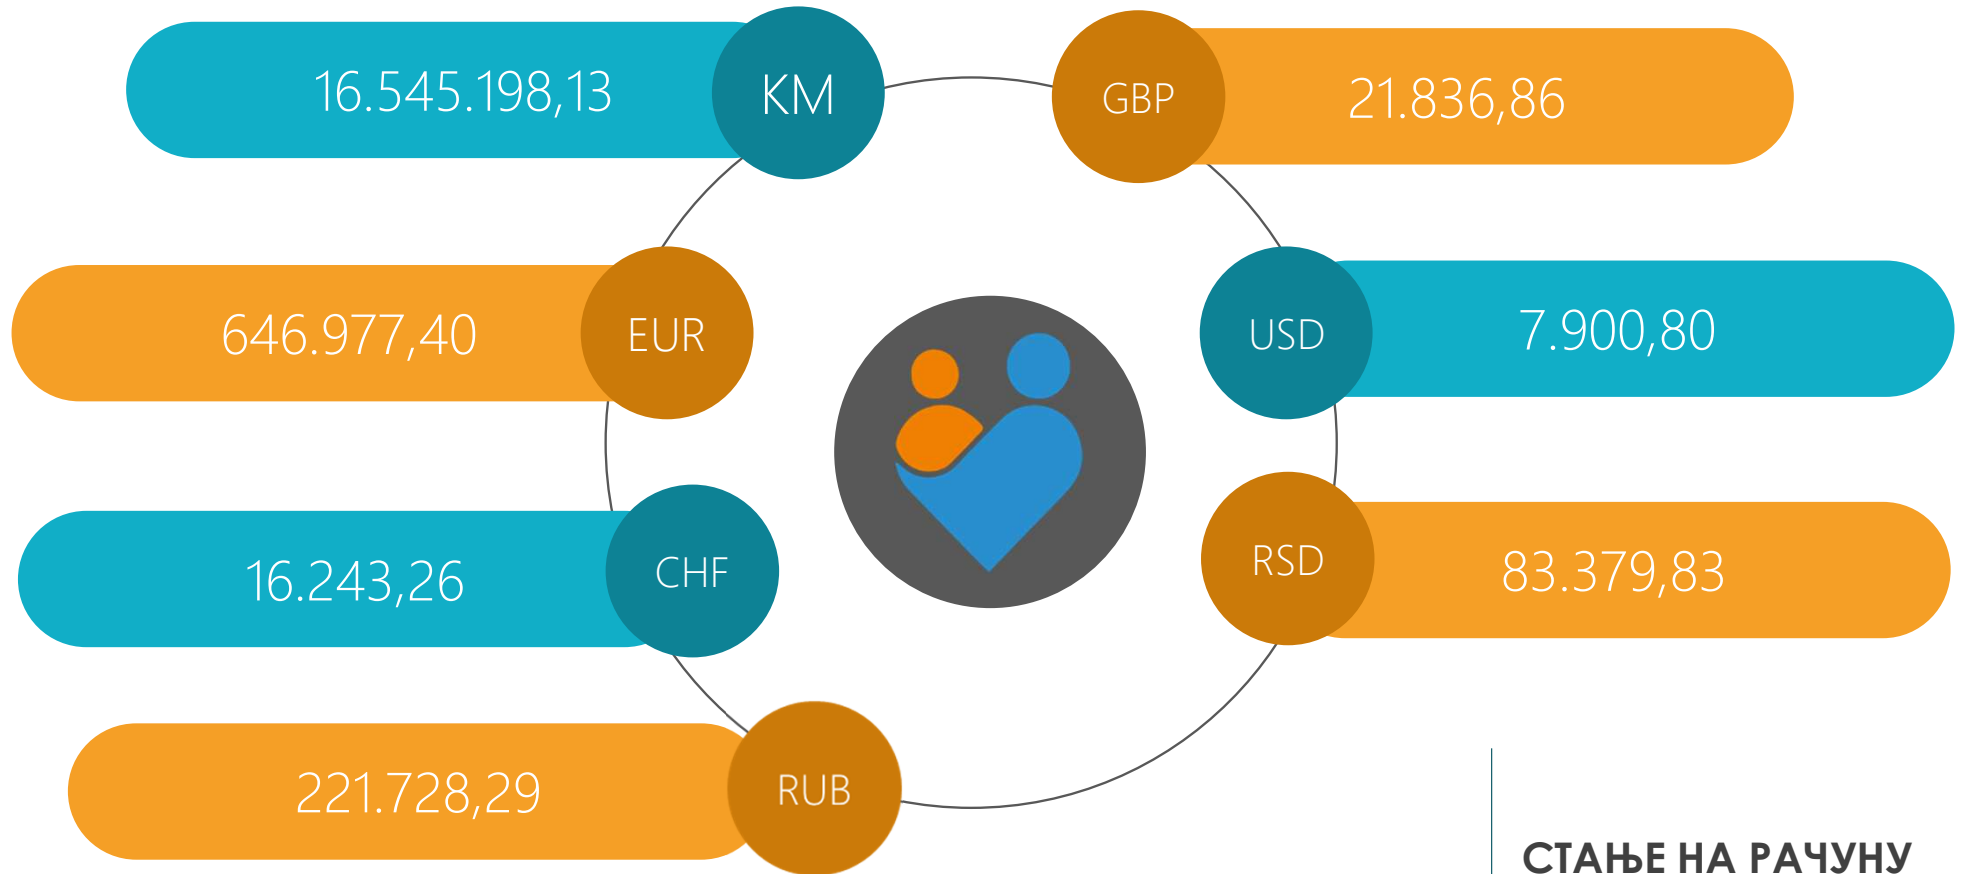 16.545.198,13
KM
GBP
21.836,86
646.977,40
EUR
USD
7.900,80
16.243,26
CHF
RSD
83.379,83
221.728,29
RUB
СТАЊЕ НА РАЧУНУ